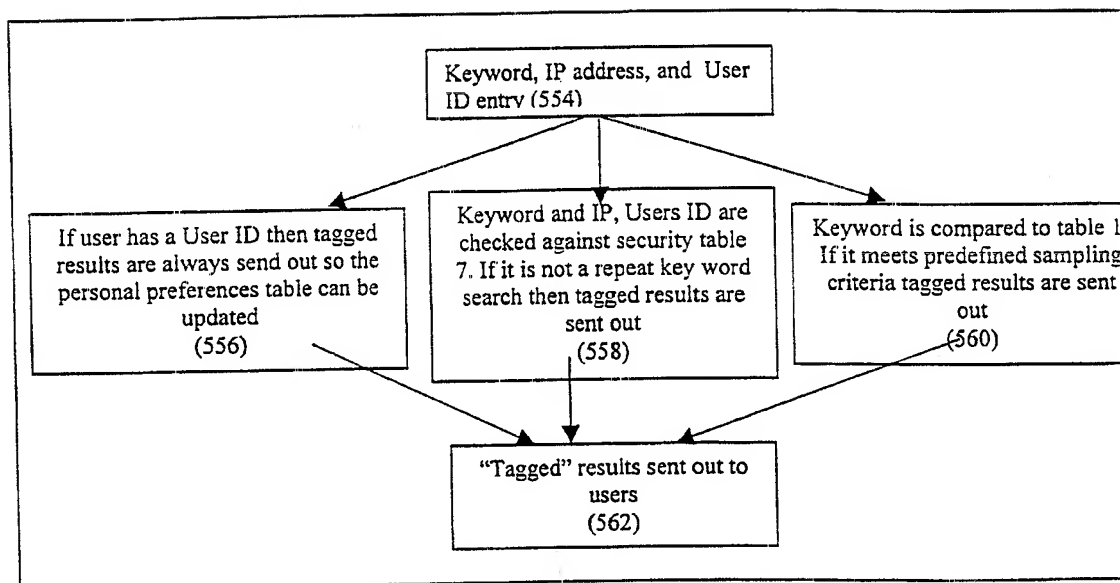 Keyword, IP address, and User
ID entry (554)
If user has a User ID then tagged
results are always send out so the
personal preferences table can be
updated
(556)
Keyword and IP, Users ID are
checked against security table
7. If it is not a repeat key word
search then tagged results are
sent out
(558)
Keyword is compared to table 1
If it meets predefined sampling
criteria tagged results are sent
out
(560)
“Tagged” results sent out to
users
(562)